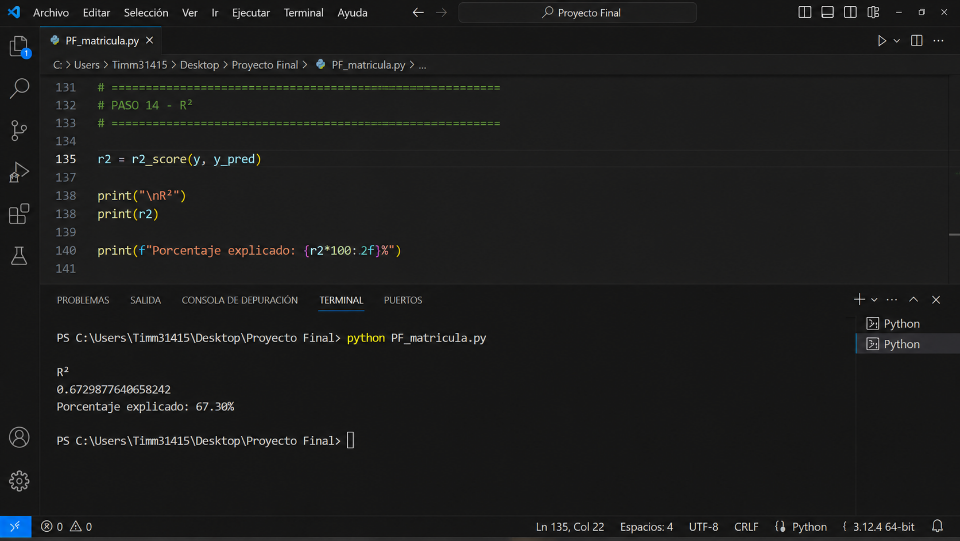 Archivo Editar Selección Ver Ir Ejecutar Terminal Ayuda Proyecto Final
PF_matricula.py
C: > Users > Timm31415 > Desktop > Proyecto Final > PF_matricula.py > ...
131 # =========================================================
132 # PASO 14 - R²
133 # =========================================================
134
135 r2 = r2_score(y, y_pred)
137
138 print("\nR²")
138 print(r2)
139
140 print(f"Porcentaje explicado: {r2*100:.2f}%")
141
PROBLEMAS SALIDA CONSOLA DE DEPURACIÓN TERMINAL PUERTOS
PS C:\Users\Timm31415\Desktop\Proyecto Final> python PF_matricula.py
R²
0.6729877640658242
Porcentaje explicado: 67.30%
PS C:\Users\Timm31415\Desktop\Proyecto Final>
Python
Python
1
0 0 Ln 135, Col 22 Espacios: 4 UTF-8 CRLF Python 3.12.4 64-bit